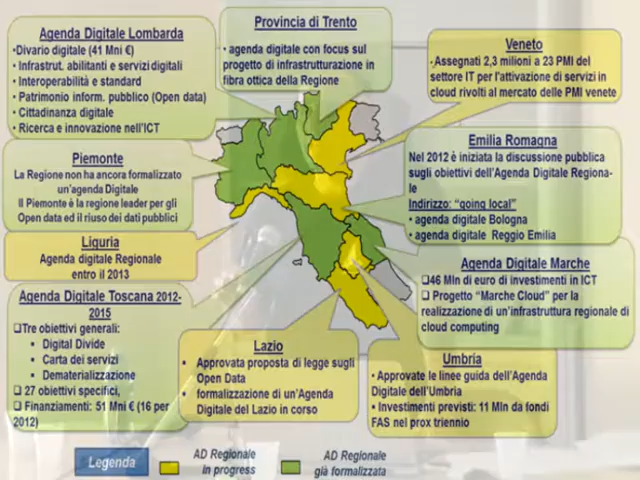 Agenda Digitale Lombarda
•Divario digitale (41 Mni €)
• Infrastrut. abilitanti e servizi digitali
• Interoperabilità e standard
• Patrimonio inform. pubblico (Open data)
• Cittadinanza digitale
• Ricerca e innovazione nell'ICT
Provincia di Trento
• agenda digitale con focus sul
progetto di infrastrutturazione in
fibra ottica della Regione
Veneto
•Assegnati 2,3 milioni a 23 PMI del
settore IT per l'attivazione di servizi in
cloud rivolti al mercato delle PMI venete
Piemonte
La Regione non ha ancora formalizzato
un'agenda Digitale
Il Piemonte è la regione leader per gli
Open data ed il riuso dei dati pubblici
Emilia Romagna
Nel 2012 è iniziata la discussione pubblica
sugli obiettivi dell'Agenda Digitale Regiona-
le
Indirizzo: “going local”
• agenda digitale Bologna
• agenda digitale Reggio Emilia
Liguria
Agenda digitale Regionale
entro il 2013
Agenda Digitale Marche
❑46 Mln di euro di investimenti in ICT
❑ Progetto “Marche Cloud” per la
realizzazione di un'infrastruttura regionale di
cloud computing
Agenda Digitale Toscana 2012-
2015
❑Tre obiettivi generali:
▪ Digital Divide
▪ Carta dei servizi
▪ Dematerializzazione
❑ 27 obiettivi specifici,
❑ Finanziamenti: 51 Mni € (16 per
2012)
Lazio
• Approvata proposta di legge sugli
Open Data
• formalizzazione di un'Agenda
Digitale del Lazio in corso
Umbria
• Approvate le linee guida dell'Agenda
Digitale dell'Umbria
• Investimenti previsti: 11 Mln da fondi
FAS nel prox triennio
Legenda
AD Regionale
in progress
AD Regionale
già formalizzata